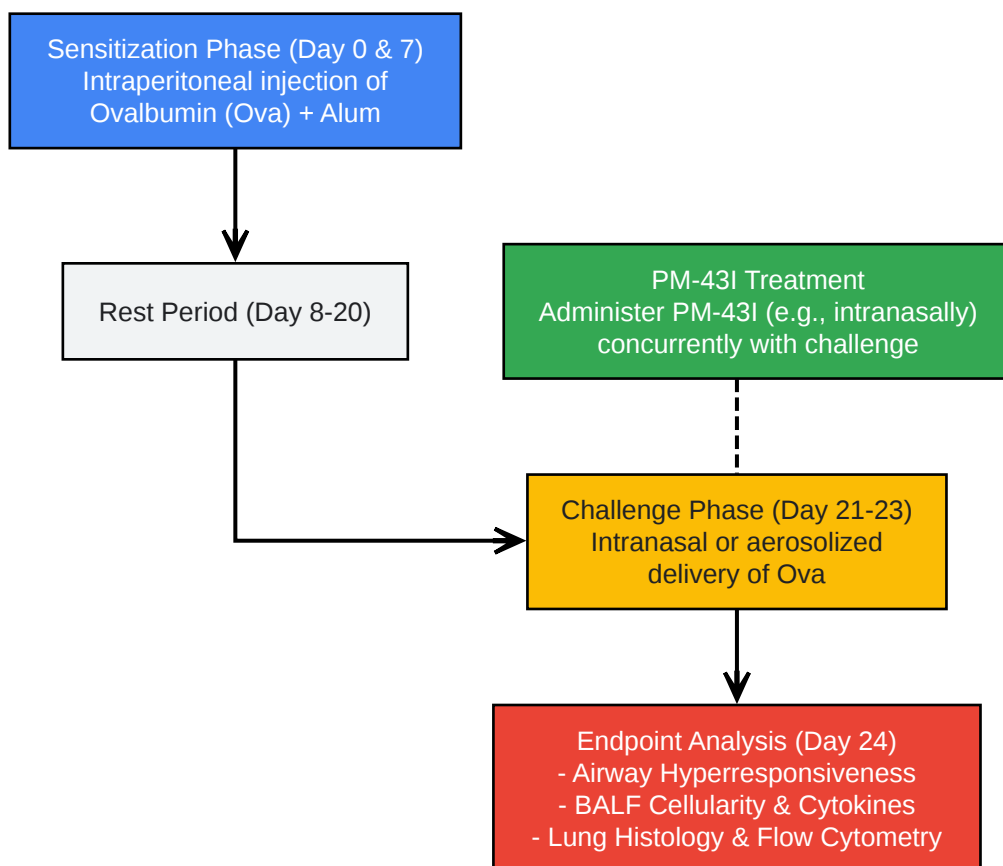 Sensitization Phase (Day 0 & 7)
Intraperitoneal injection of
Ovalbumin (Ova) + Alum
Rest Period (Day 8-20)
PM-43I Treatment
Administer PM-43I (e.g., intranasally)
concurrently with challenge
Challenge Phase (Day 21-23)
Intranasal or aerosolized
delivery of Ova
Endpoint Analysis (Day 24)
- Airway Hyperresponsiveness
- BALF Cellularity & Cytokines
- Lung Histology & Flow Cytometry